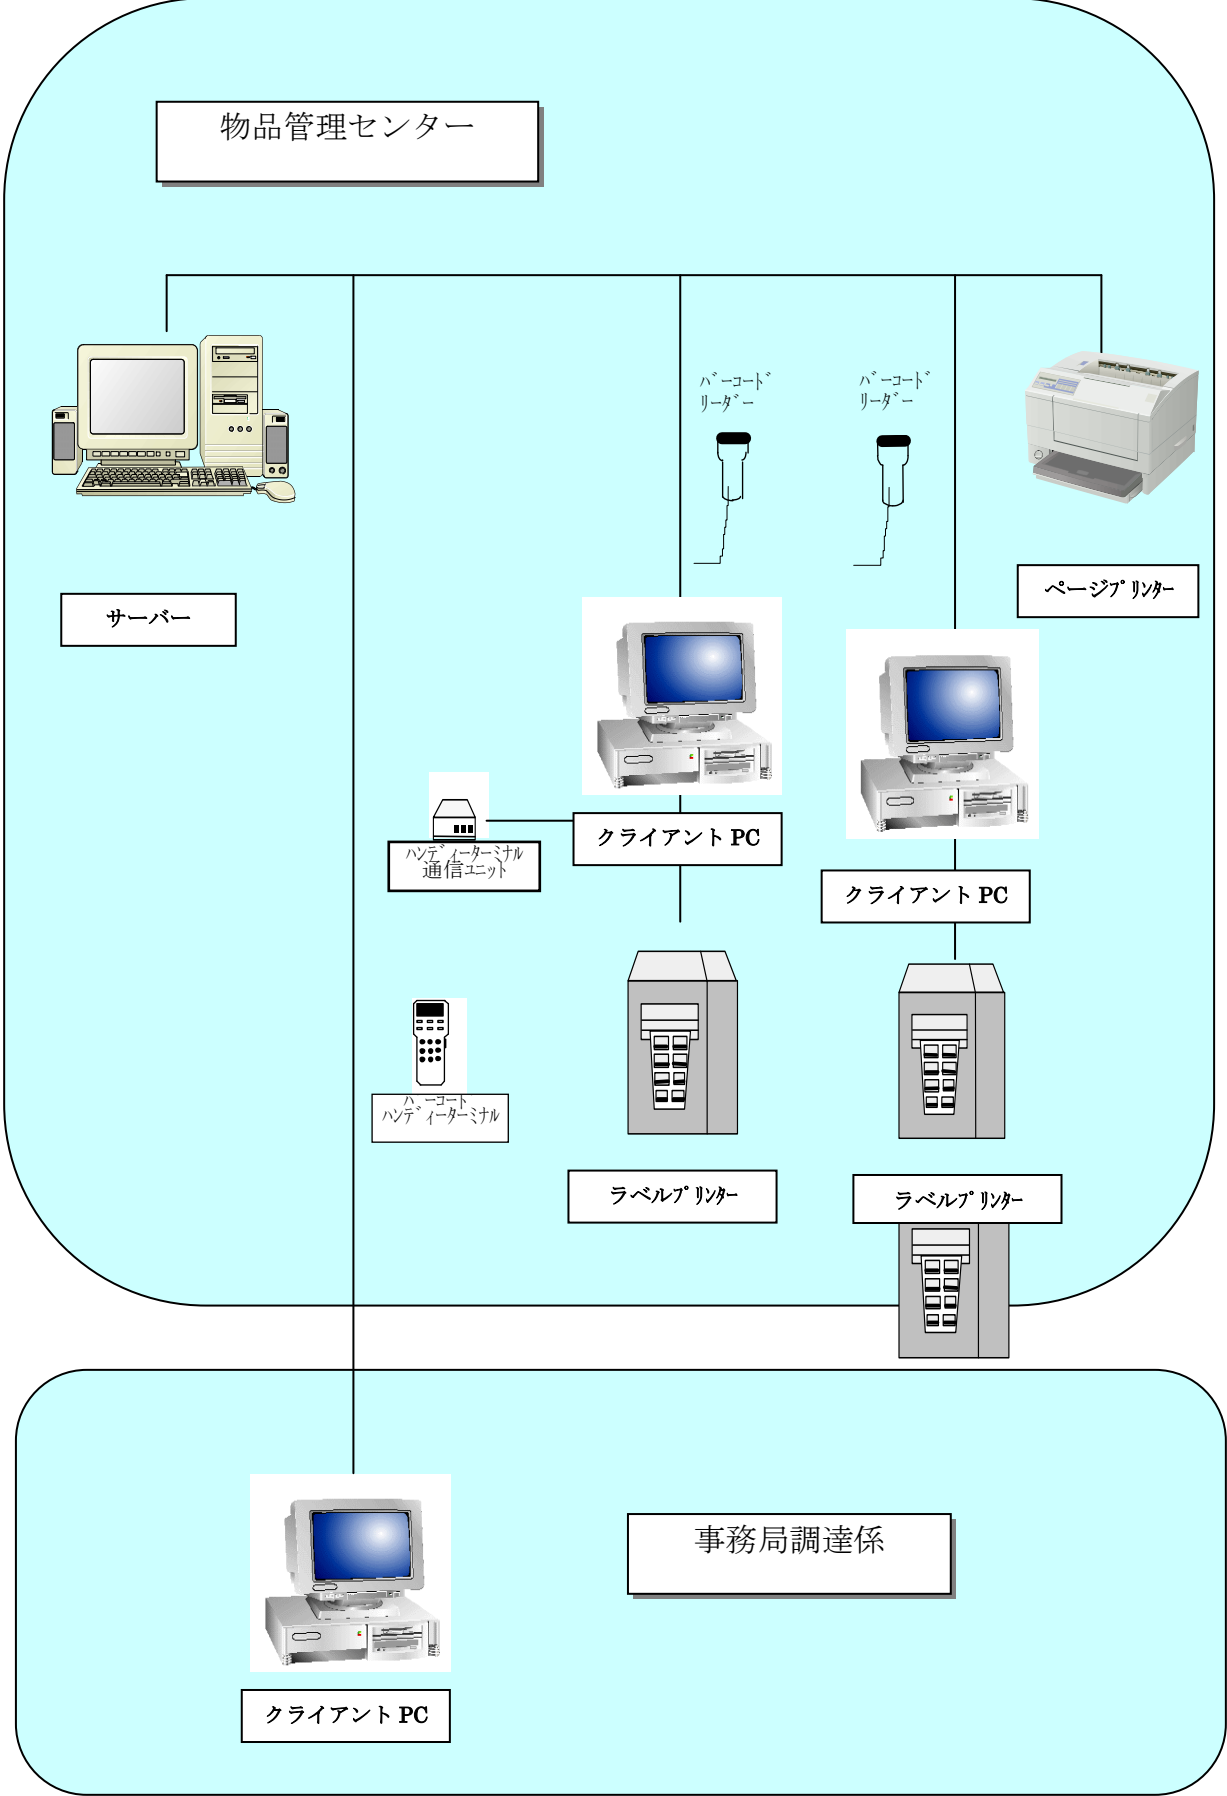 物品管理センター
バーコード
リーダー
バーコード
リーダー
ページプリンター
サーバー
クライアント PC
ハンディーターミナル
通信ユニット
クライアント PC
バーコード
ハンディーターミナル
ラベルプリンター
ラベルプリンター
事務局調達係
クライアント PC